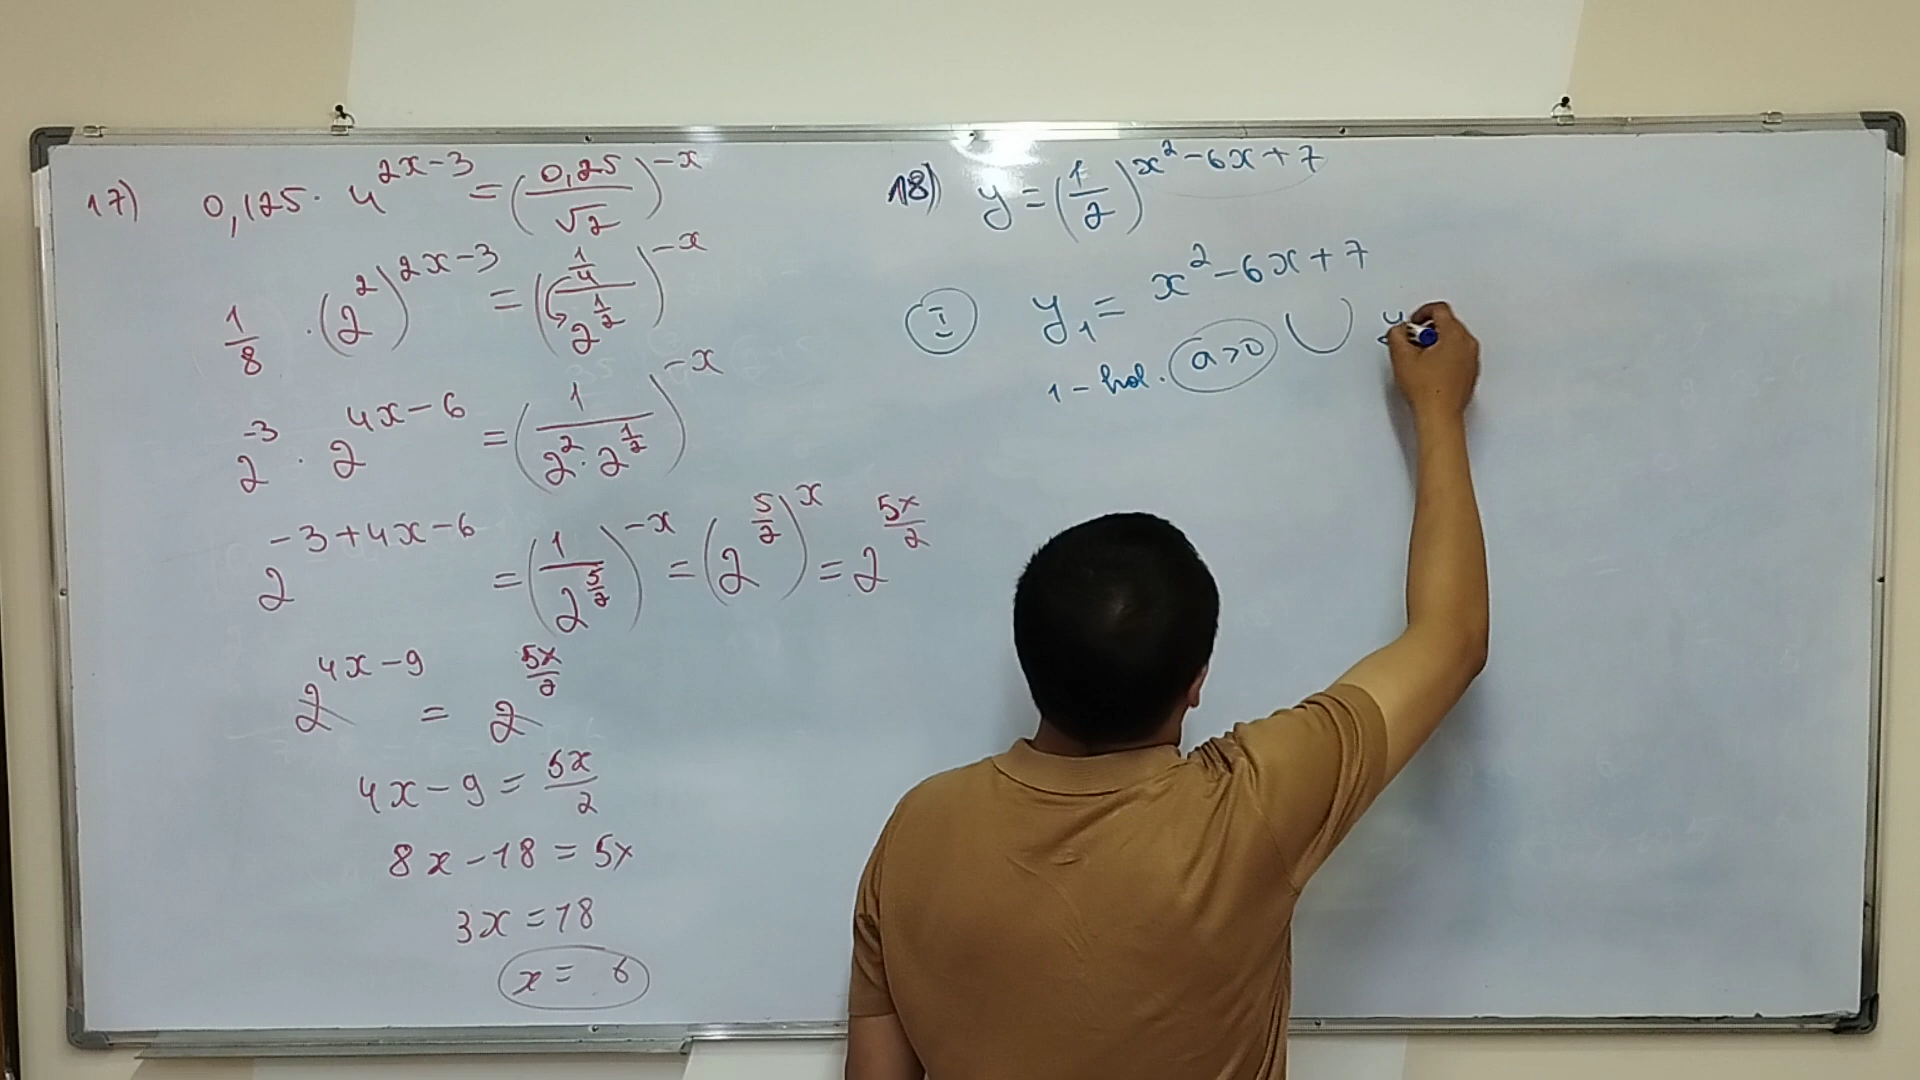 17) 0,125 · 4^(2x-3) = (0,25/√2)^(-x)
1/8 · (2^2)^(2x-3) = ((1/4)/(2^(1/2)))^(-x)
2^(-3) · 2^(4x-6) = (1/(2^2 · 2^(1/2)))^(-x)
2^(-3+4x-6) = (1/(2^(5/2)))^(-x) = (2^(5/2))^x = 2^(5x/2)
2^(4x-9) = 2^(5x/2)
4x-9 = 5x/2
8x-18 = 5x
3x = 18
x = 6
18) y = (1/2)^(x^2-6x+7)
I y₁ = x^2-6x+7
1-hol. a>0